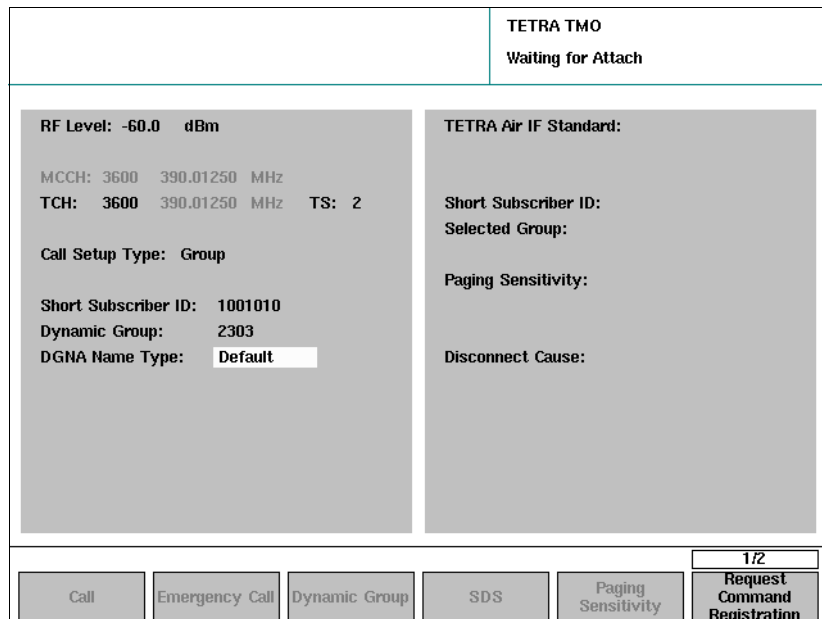 TETRA TMO
Waiting for Attach
RF Level: -60.0 dBm
MCCH: 3600 390.01250 MHz
TCH: 3600 390.01250 MHz TS: 2
Call Setup Type: Group
Short Subscriber ID: 1001010
Dynamic Group: 2303
DGNA Name Type: Default
TETRA Air IF Standard:
Short Subscriber ID:
Selected Group:
Paging Sensitivity:
Disconnect Cause:
1/2
Call
Emergency Call
Dynamic Group
SDS
Paging
Sensitivity
Request
Command
Registration